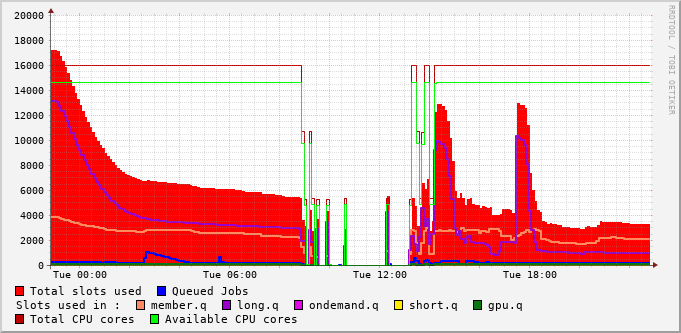 20000
18000
16000
14000
12000
10000
8000
6000
4000
2000
0
Tue 00:00 Tue 06:00 Tue 12:00 Tue 18:00
Total slots used Queued Jobs
Slots used in : member.q long.q ondemand.q short.q gpu.q
Total CPU cores Available CPU cores
RRDTOOL / TOBI OETIKER